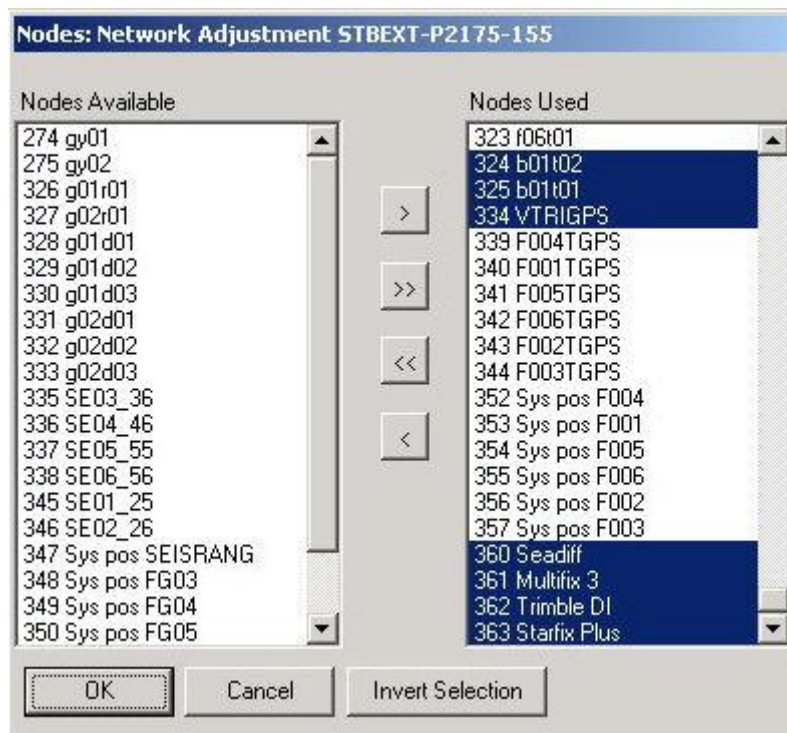 Nodes: Network Adjustment STBEXT-P2175-155
Nodes Available
274 gy01
275 gy02
326 g01r01
327 g02r01
328 g01d01
329 g01d02
330 g01d03
331 g02d01
332 g02d02
333 g02d03
335 SE03_36
336 SE04_46
337 SE05_55
338 SE06_56
345 SE01_25
346 SE02_26
347 Sys pos SEISRANG
348 Sys pos FG03
349 Sys pos FG04
350 Sys pos FG05
>
>>
<<
<
Nodes Used
323 f06t01
324 b01t02
325 b01t01
334 VTRIGPS
339 F004TGPS
340 F001TGPS
341 F005TGPS
342 F006TGPS
343 F002TGPS
344 F003TGPS
352 Sys pos F004
353 Sys pos F001
354 Sys pos F005
355 Sys pos F006
356 Sys pos F002
357 Sys pos F003
360 Seadiff
361 Multifix 3
362 Trimble DI
363 Starfix Plus
OK
Cancel
Invert Selection